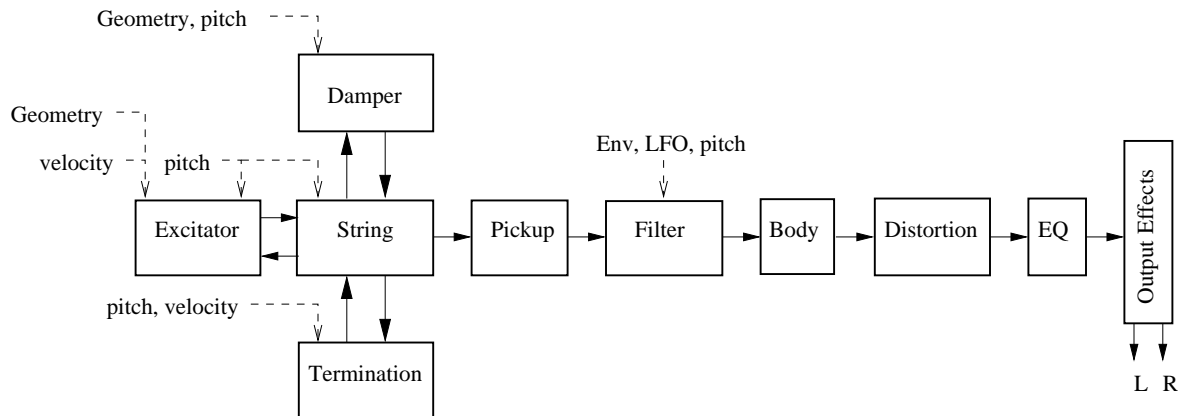 Geometry, pitch
Damper
Geometry
velocity
pitch
Env, LFO, pitch
Excitator
String
Pickup
Filter
Body
Distortion
EQ
Output Effects
pitch, velocity
Termination
L
R